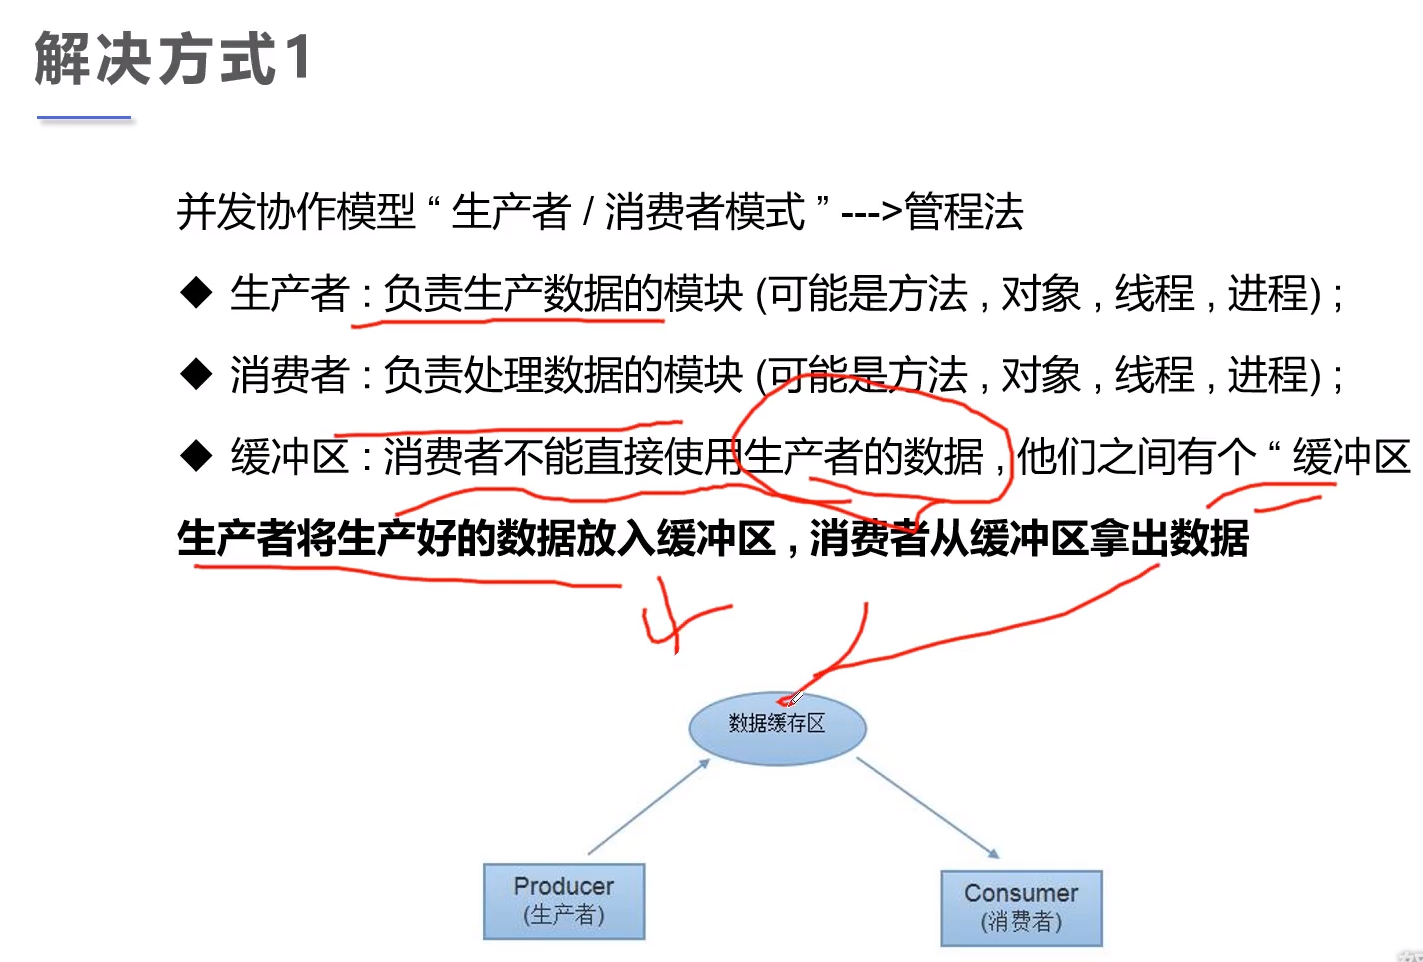 解决方式1
并发协作模型 “ 生产者 / 消费者模式 ” --->管程法
◆ 生产者 : 负责生产数据的模块 (可能是方法 , 对象 , 线程 , 进程) ;
◆ 消费者 : 负责处理数据的模块 (可能是方法 , 对象 , 线程 , 进程) ;
◆ 缓冲区 : 消费者不能直接使用生产者的数据 , 他们之间有个 “ 缓冲区
生产者将生产好的数据放入缓冲区 , 消费者从缓冲区拿出数据
数据缓存区
Producer
(生产者)
Consumer
(消费者)